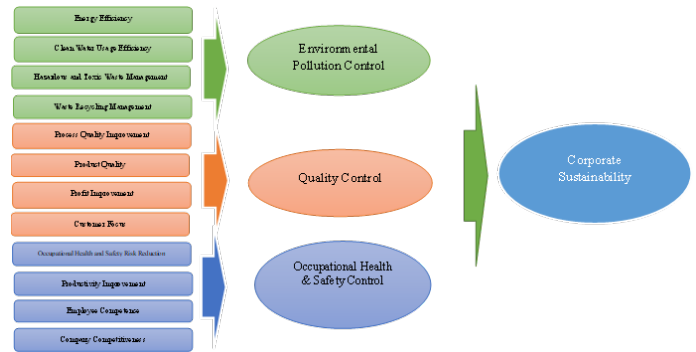 Energy Efficiency
Clean Water Usage Efficiency
Hazardous and Toxic Waste Management
Waste Recycling Management
Process Quality Improvement
Product Quality
Profit Improvement
Customer Focus
Occupational Health and Safety Risk Reduction
Productivity Improvement
Employee Competence
Company Competitiveness
Environmental
Pollution Control
Quality Control
Occupational Health
& Safety Control
Corporate
Sustainability